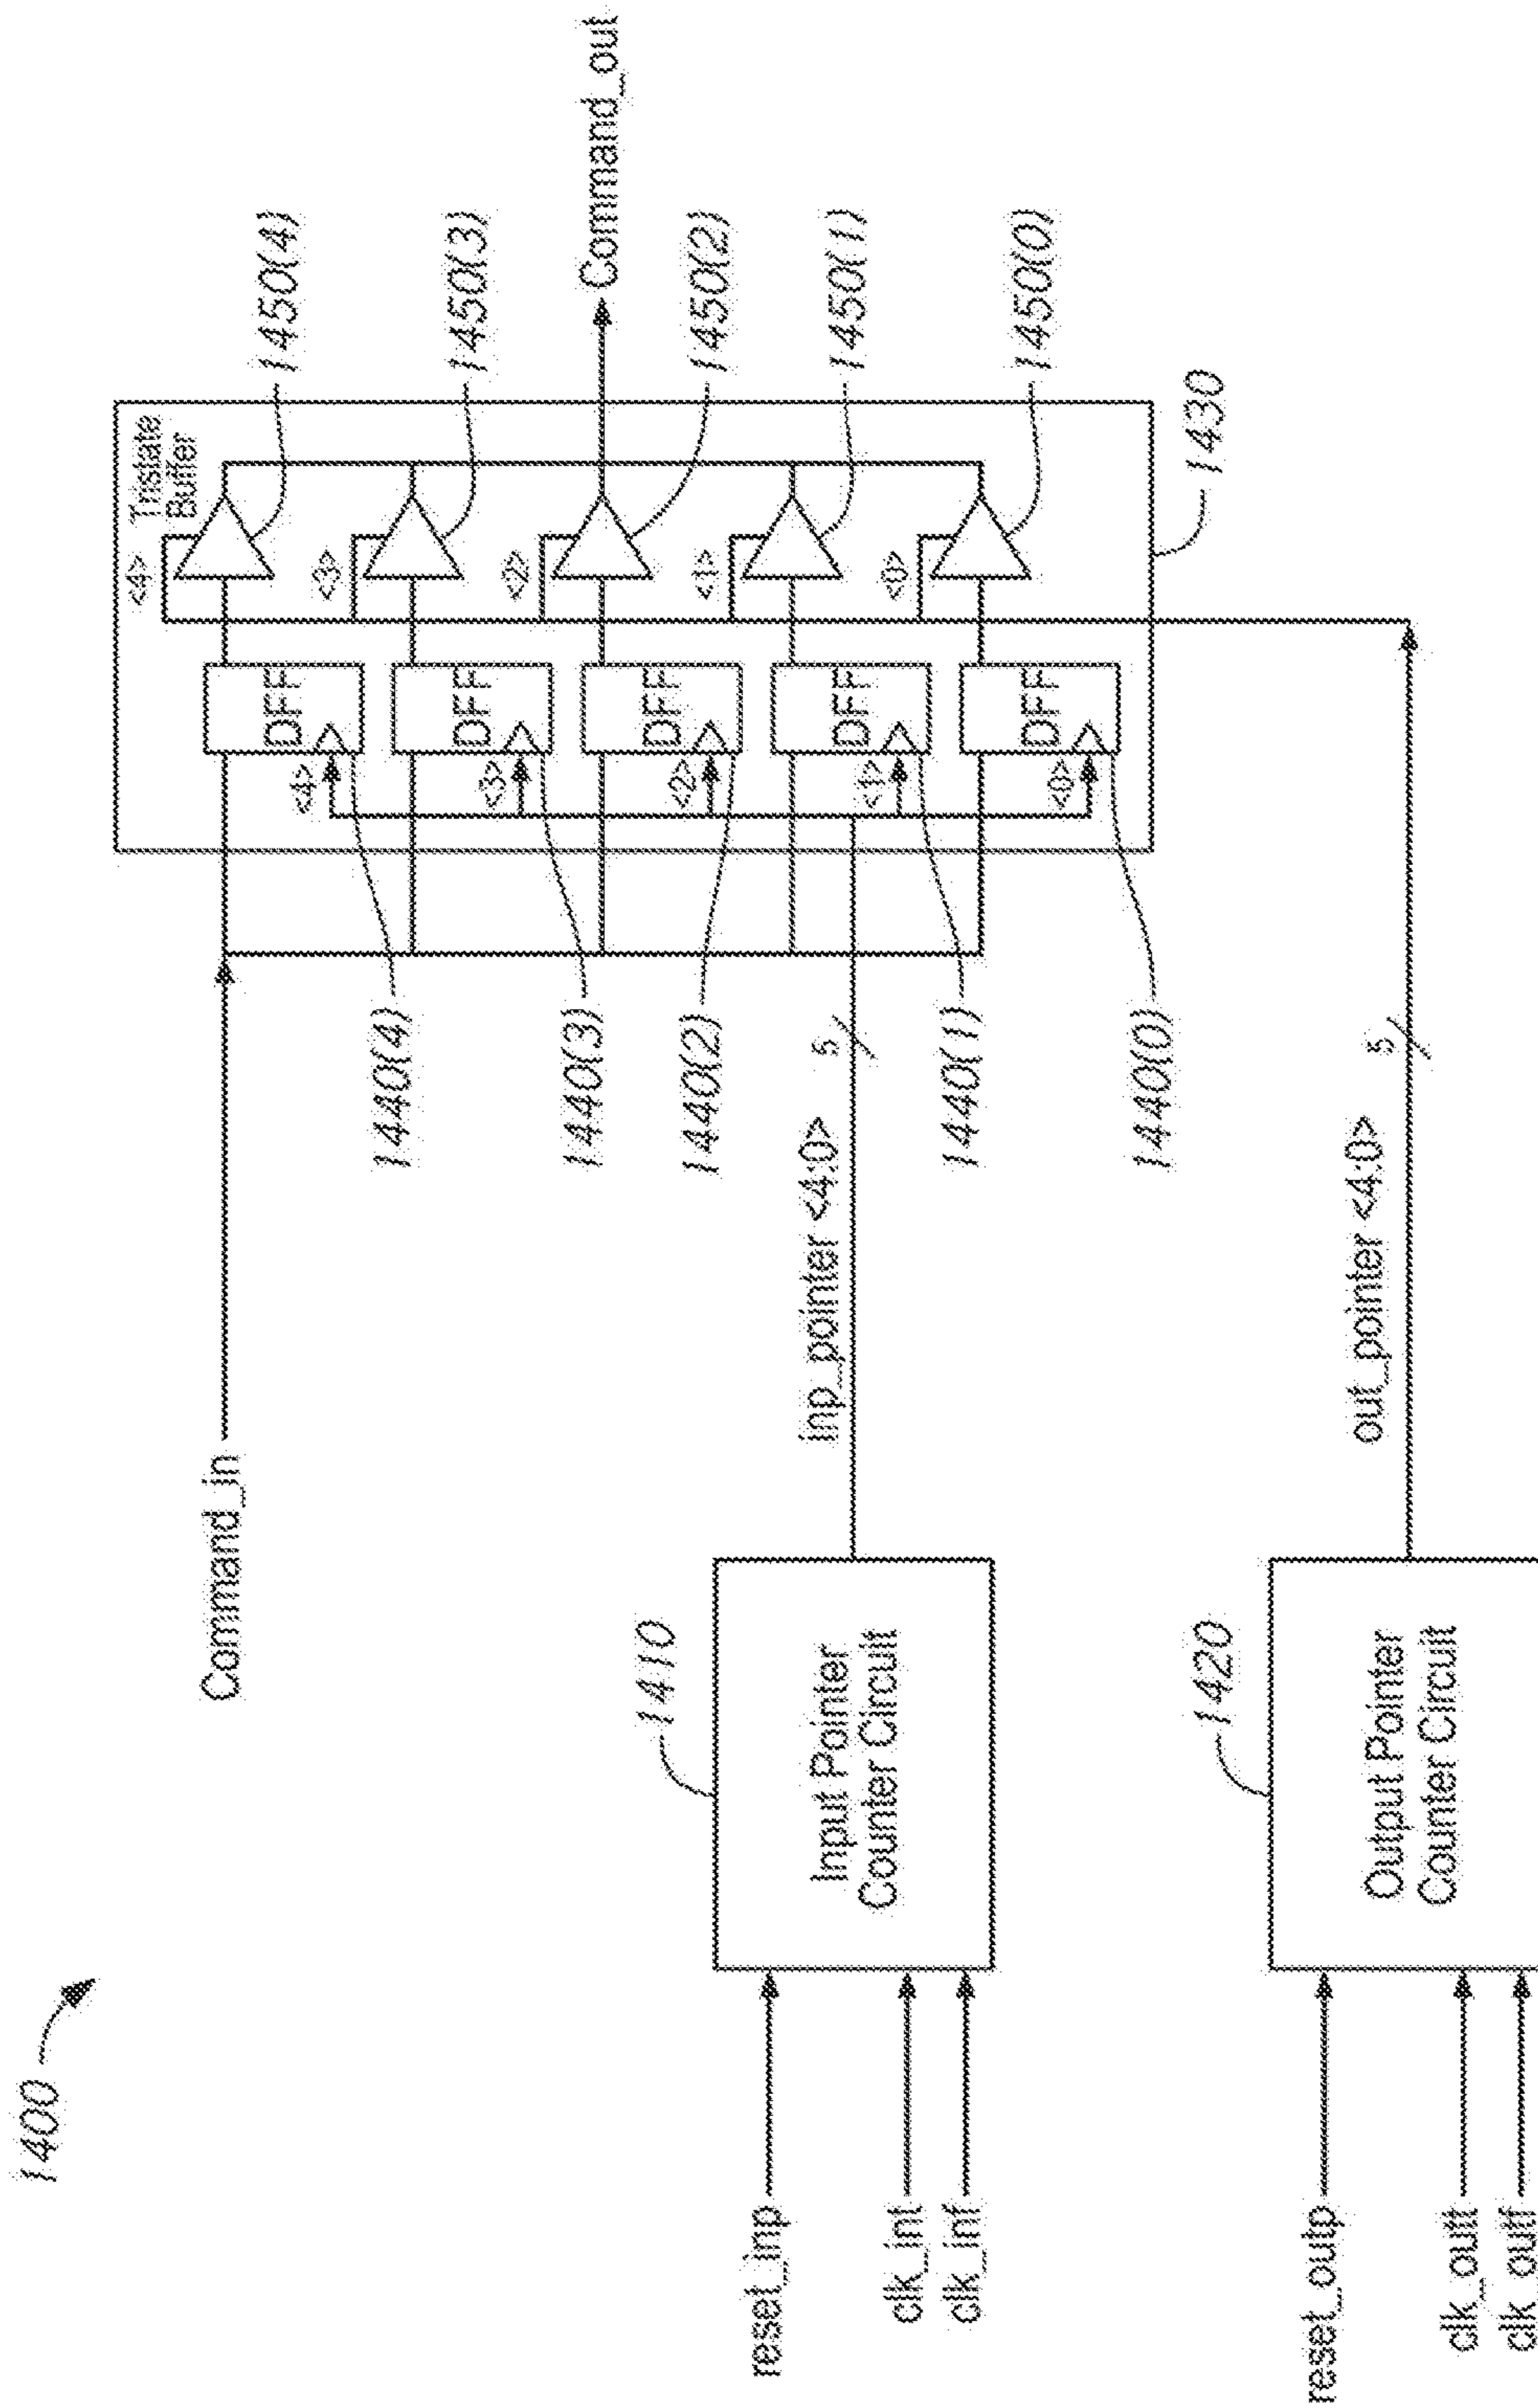 1400
Command_in
Command_out
Tristate
Buffer
<4>
<3>
<2>
<1>
<0>
1450(4)
1450(3)
1450(2)
1450(1)
1450(0)
DFF
DFF
DFF
DFF
DFF
<4>
<3>
<2>
<1>
<0>
1440(4)
1440(3)
1440(2)
1440(1)
1440(0)
1430
1410
Input Pointer
Counter Circuit
reset_inp
clk_int
clk_inf
inp_pointer <4:0>
5
1420
Output Pointer
Counter Circuit
reset_outp
clk_outt
clk_outf
out_pointer <4:0>
5